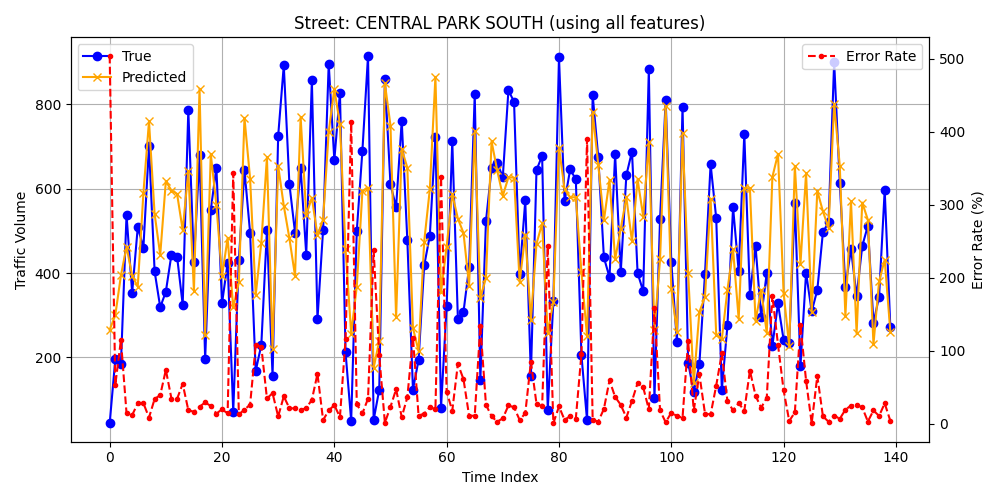 Street: CENTRAL PARK SOUTH (using all features)
True
Predicted
Error Rate
Traffic Volume
800
600
400
200
500
400
300
200
100
0
Error Rate (%)
0 20 40 60 80 100 120 140
Time Index